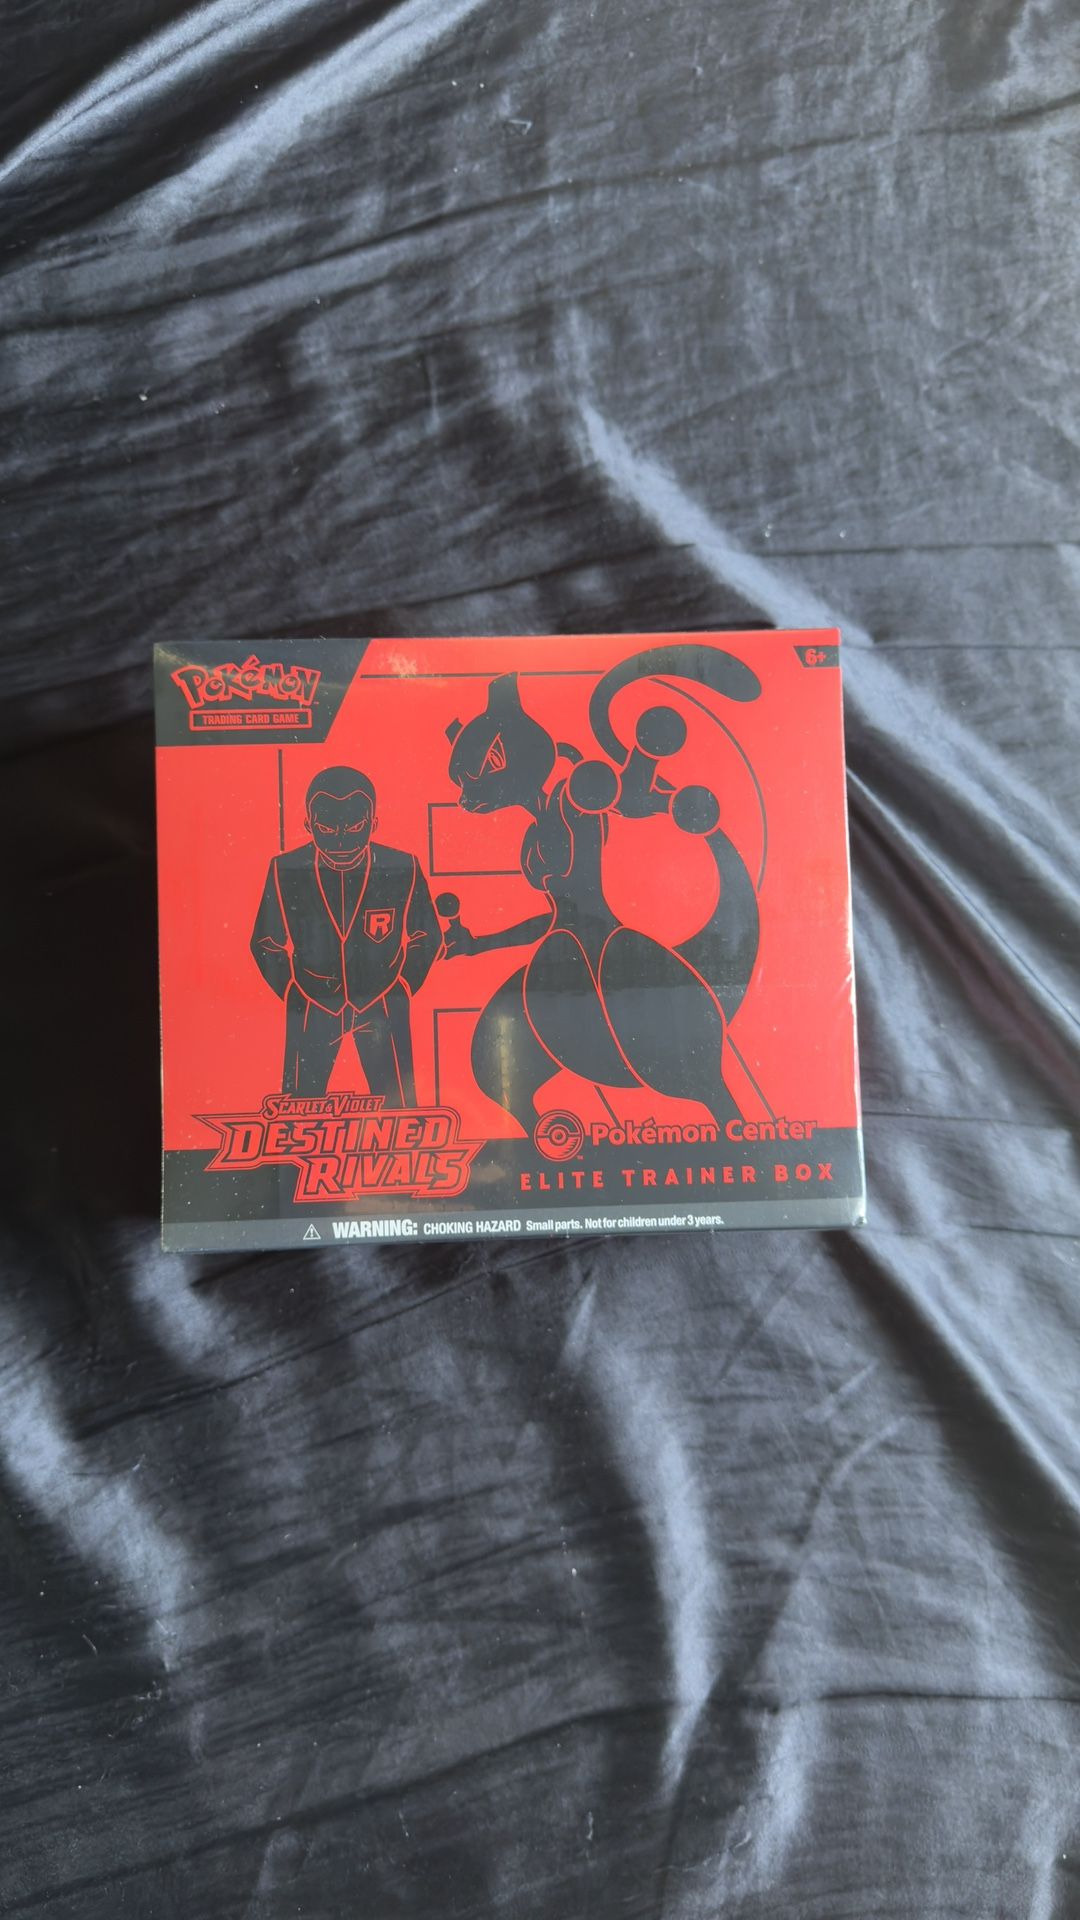 POKéMON
TRADING CARD GAME
6+
R
SCARLET & VIOLET
DESTINED
RIVALS
Pokémon Center
ELITE TRAINER BOX
WARNING: CHOKING HAZARD Small parts. Not for children under 3 years.